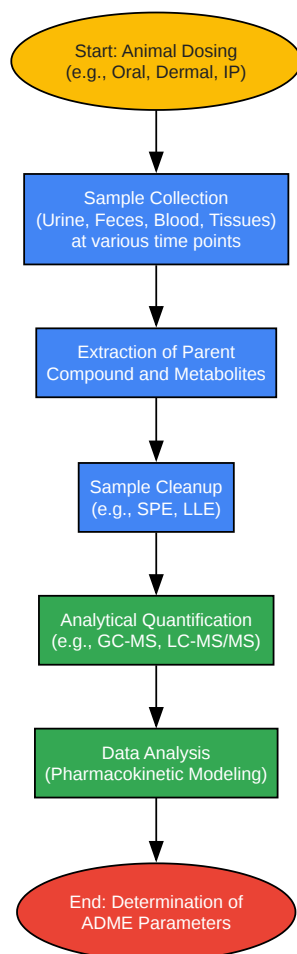 Start: Animal Dosing
(e.g., Oral, Dermal, IP)
Sample Collection
(Urine, Feces, Blood, Tissues)
at various time points
Extraction of Parent
Compound and Metabolites
Sample Cleanup
(e.g., SPE, LLE)
Analytical Quantification
(e.g., GC-MS, LC-MS/MS)
Data Analysis
(Pharmacokinetic Modeling)
End: Determination of
ADME Parameters